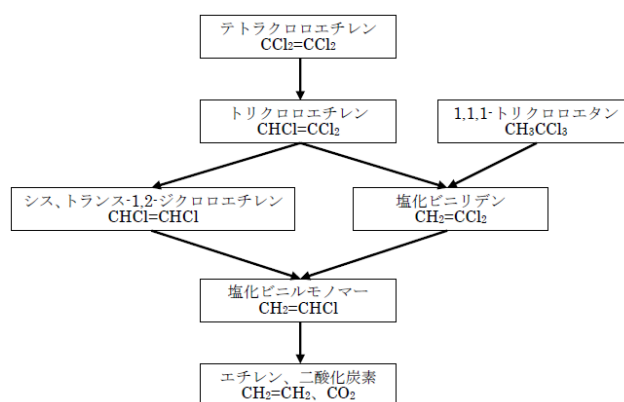 テトラクロロエチレン
CCl₂=CCl₂
トリクロロエチレン
CHCl=CCl₂
1,1,1-トリクロロエタン
CH₃CCl₃
シス、トランス-1,2-ジクロロエチレン
CHCl=CHCl
塩化ビニリデン
CH₂=CCl₂
塩化ビニルモノマー
CH₂=CHCl
エチレン、二酸化炭素
CH₂=CH₂、CO₂